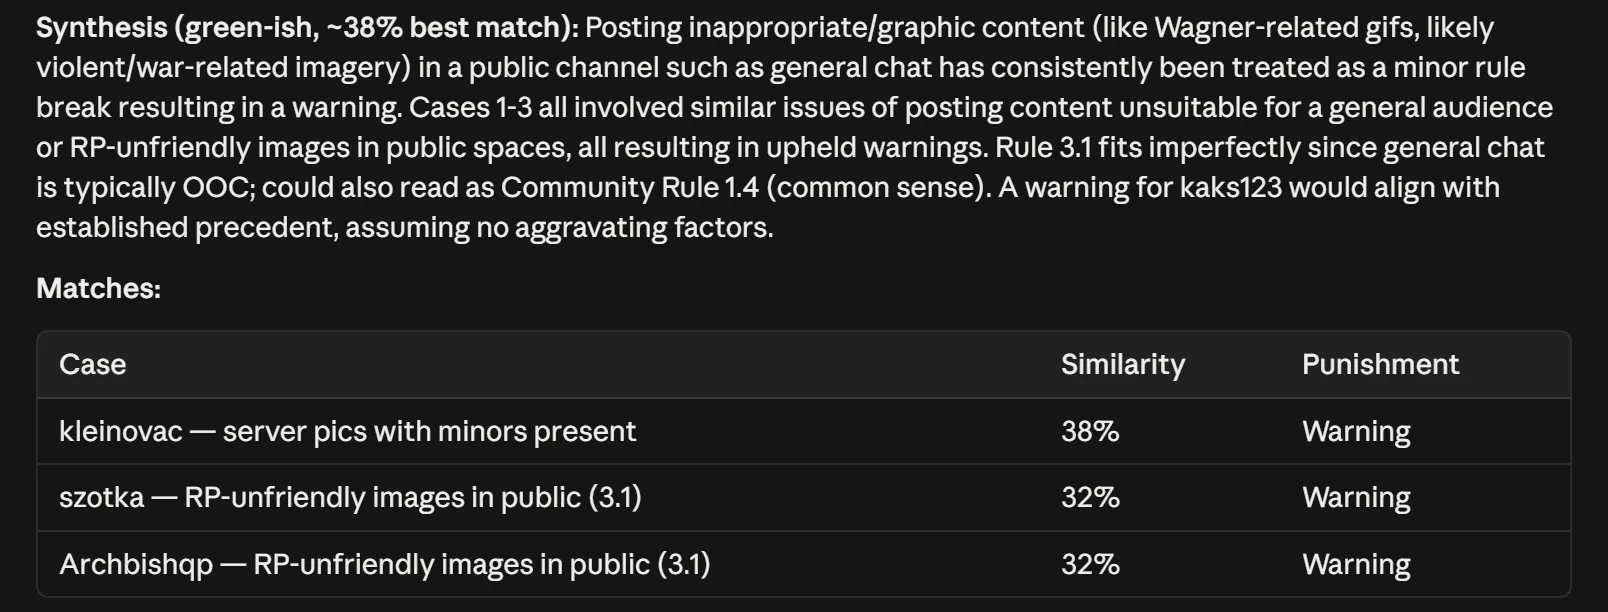 Synthesis (green-ish, ~38% best match): Posting inappropriate/graphic content (like Wagner-related gifs, likely
violent/war-related imagery) in a public channel such as general chat has consistently been treated as a minor rule
break resulting in a warning. Cases 1-3 all involved similar issues of posting content unsuitable for a general audience
or RP-unfriendly images in public spaces, all resulting in upheld warnings. Rule 3.1 fits imperfectly since general chat
is typically OOC; could also read as Community Rule 1.4 (common sense). A warning for kaks123 would align with
established precedent, assuming no aggravating factors.
Matches:
Case Similarity Punishment
kleinovac — server pics with minors present 38% Warning
szotka — RP-unfriendly images in public (3.1) 32% Warning
Archbishqp — RP-unfriendly images in public (3.1) 32% Warning